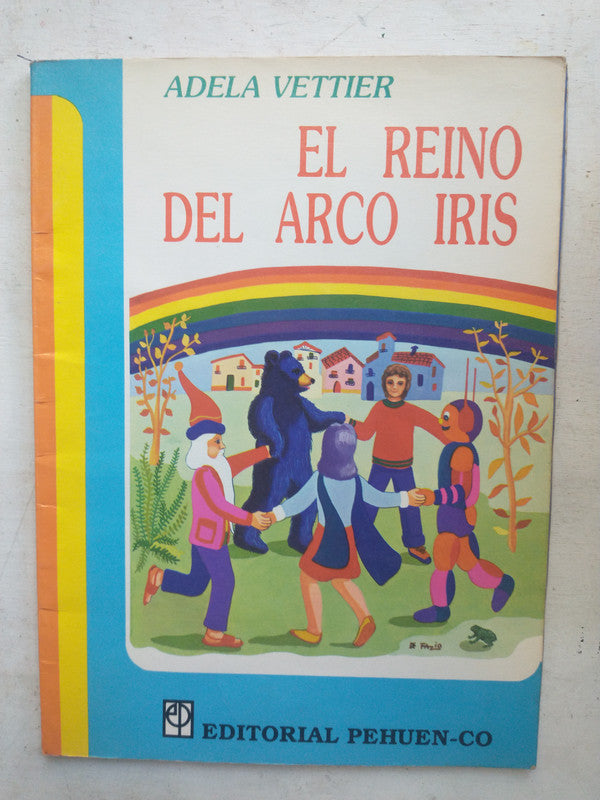 ADELA VETTIER
EL REINO
DEL ARCO IRIS
EDITORIAL PEHUEN-CO